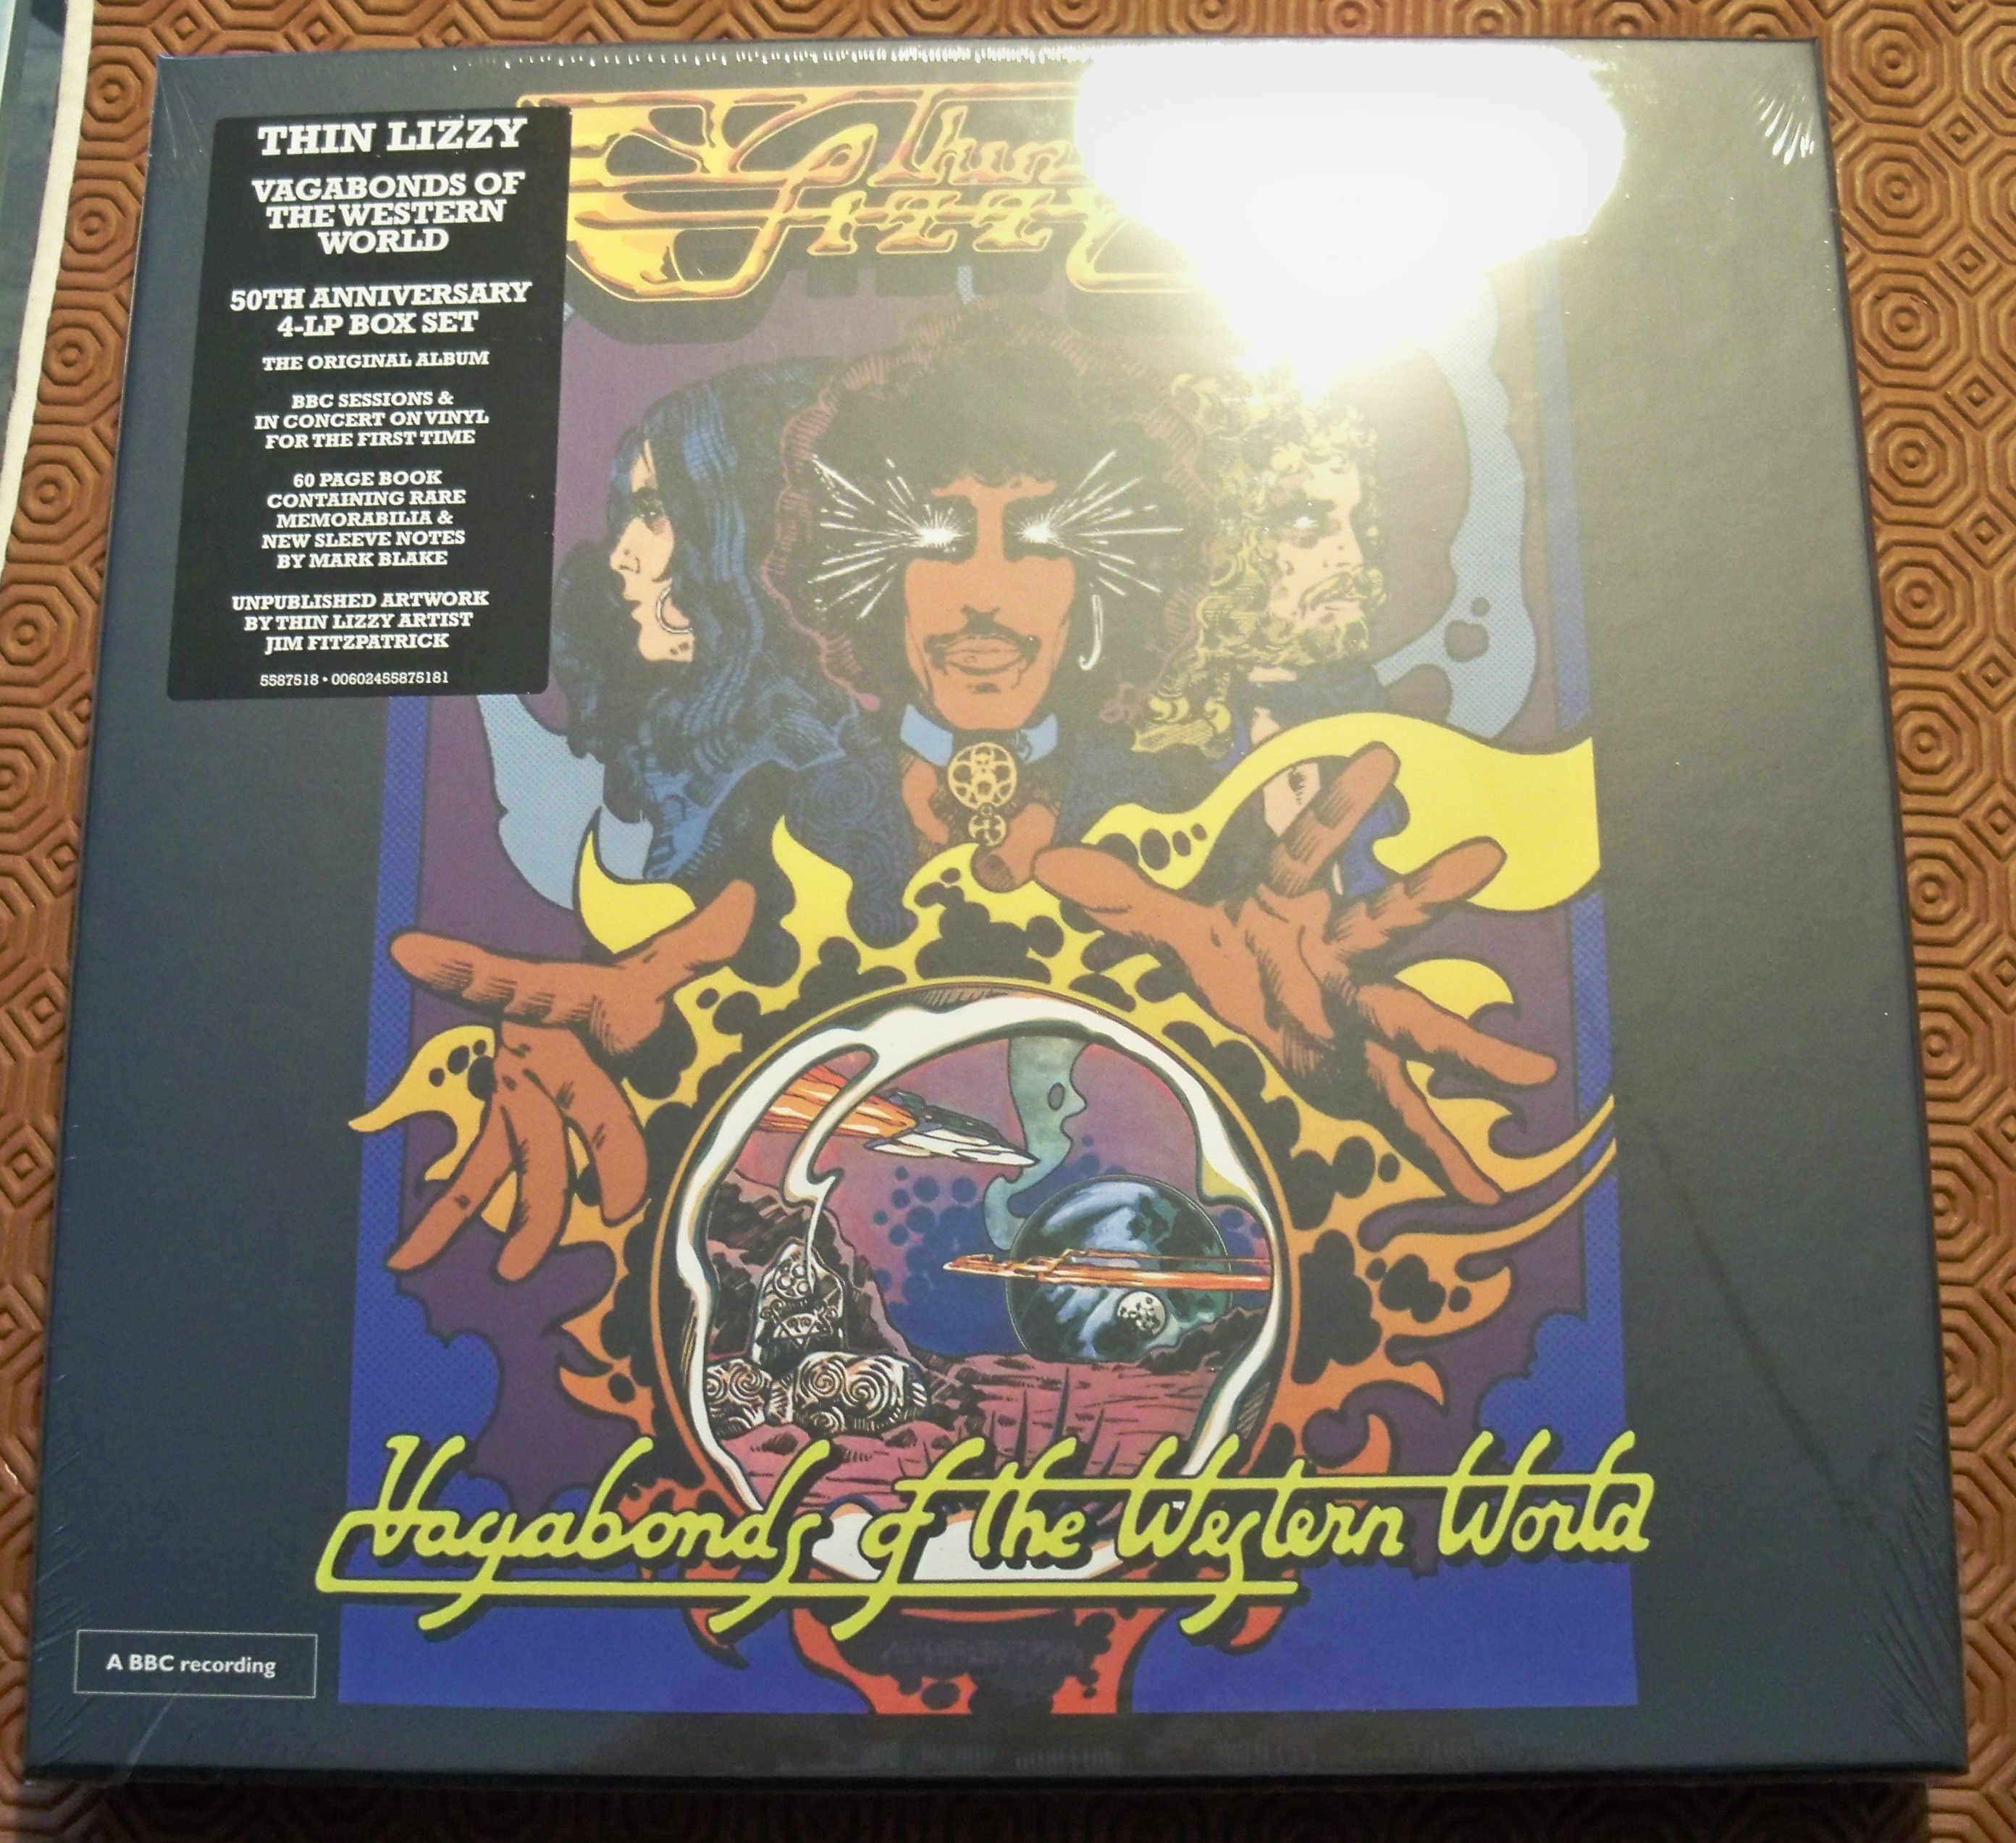 THIN LIZZY
VAGABONDS OF
THE WESTERN
WORLD
50TH ANNIVERSARY
4-LP BOX SET
THE ORIGINAL ALBUM
BBC SESSIONS &
IN CONCERT ON VINYL
FOR THE FIRST TIME
60 PAGE BOOK
CONTAINING RARE
MEMORABILIA &
NEW SLEEVE NOTES
BY MARK BLAKE
UNPUBLISHED ARTWORK
BY THIN LIZZY ARTIST
JIM FITZPATRICK
5587518 • 00602455875181
Thin
Lizzy
Vagabonds of the Western World
A BBC recording